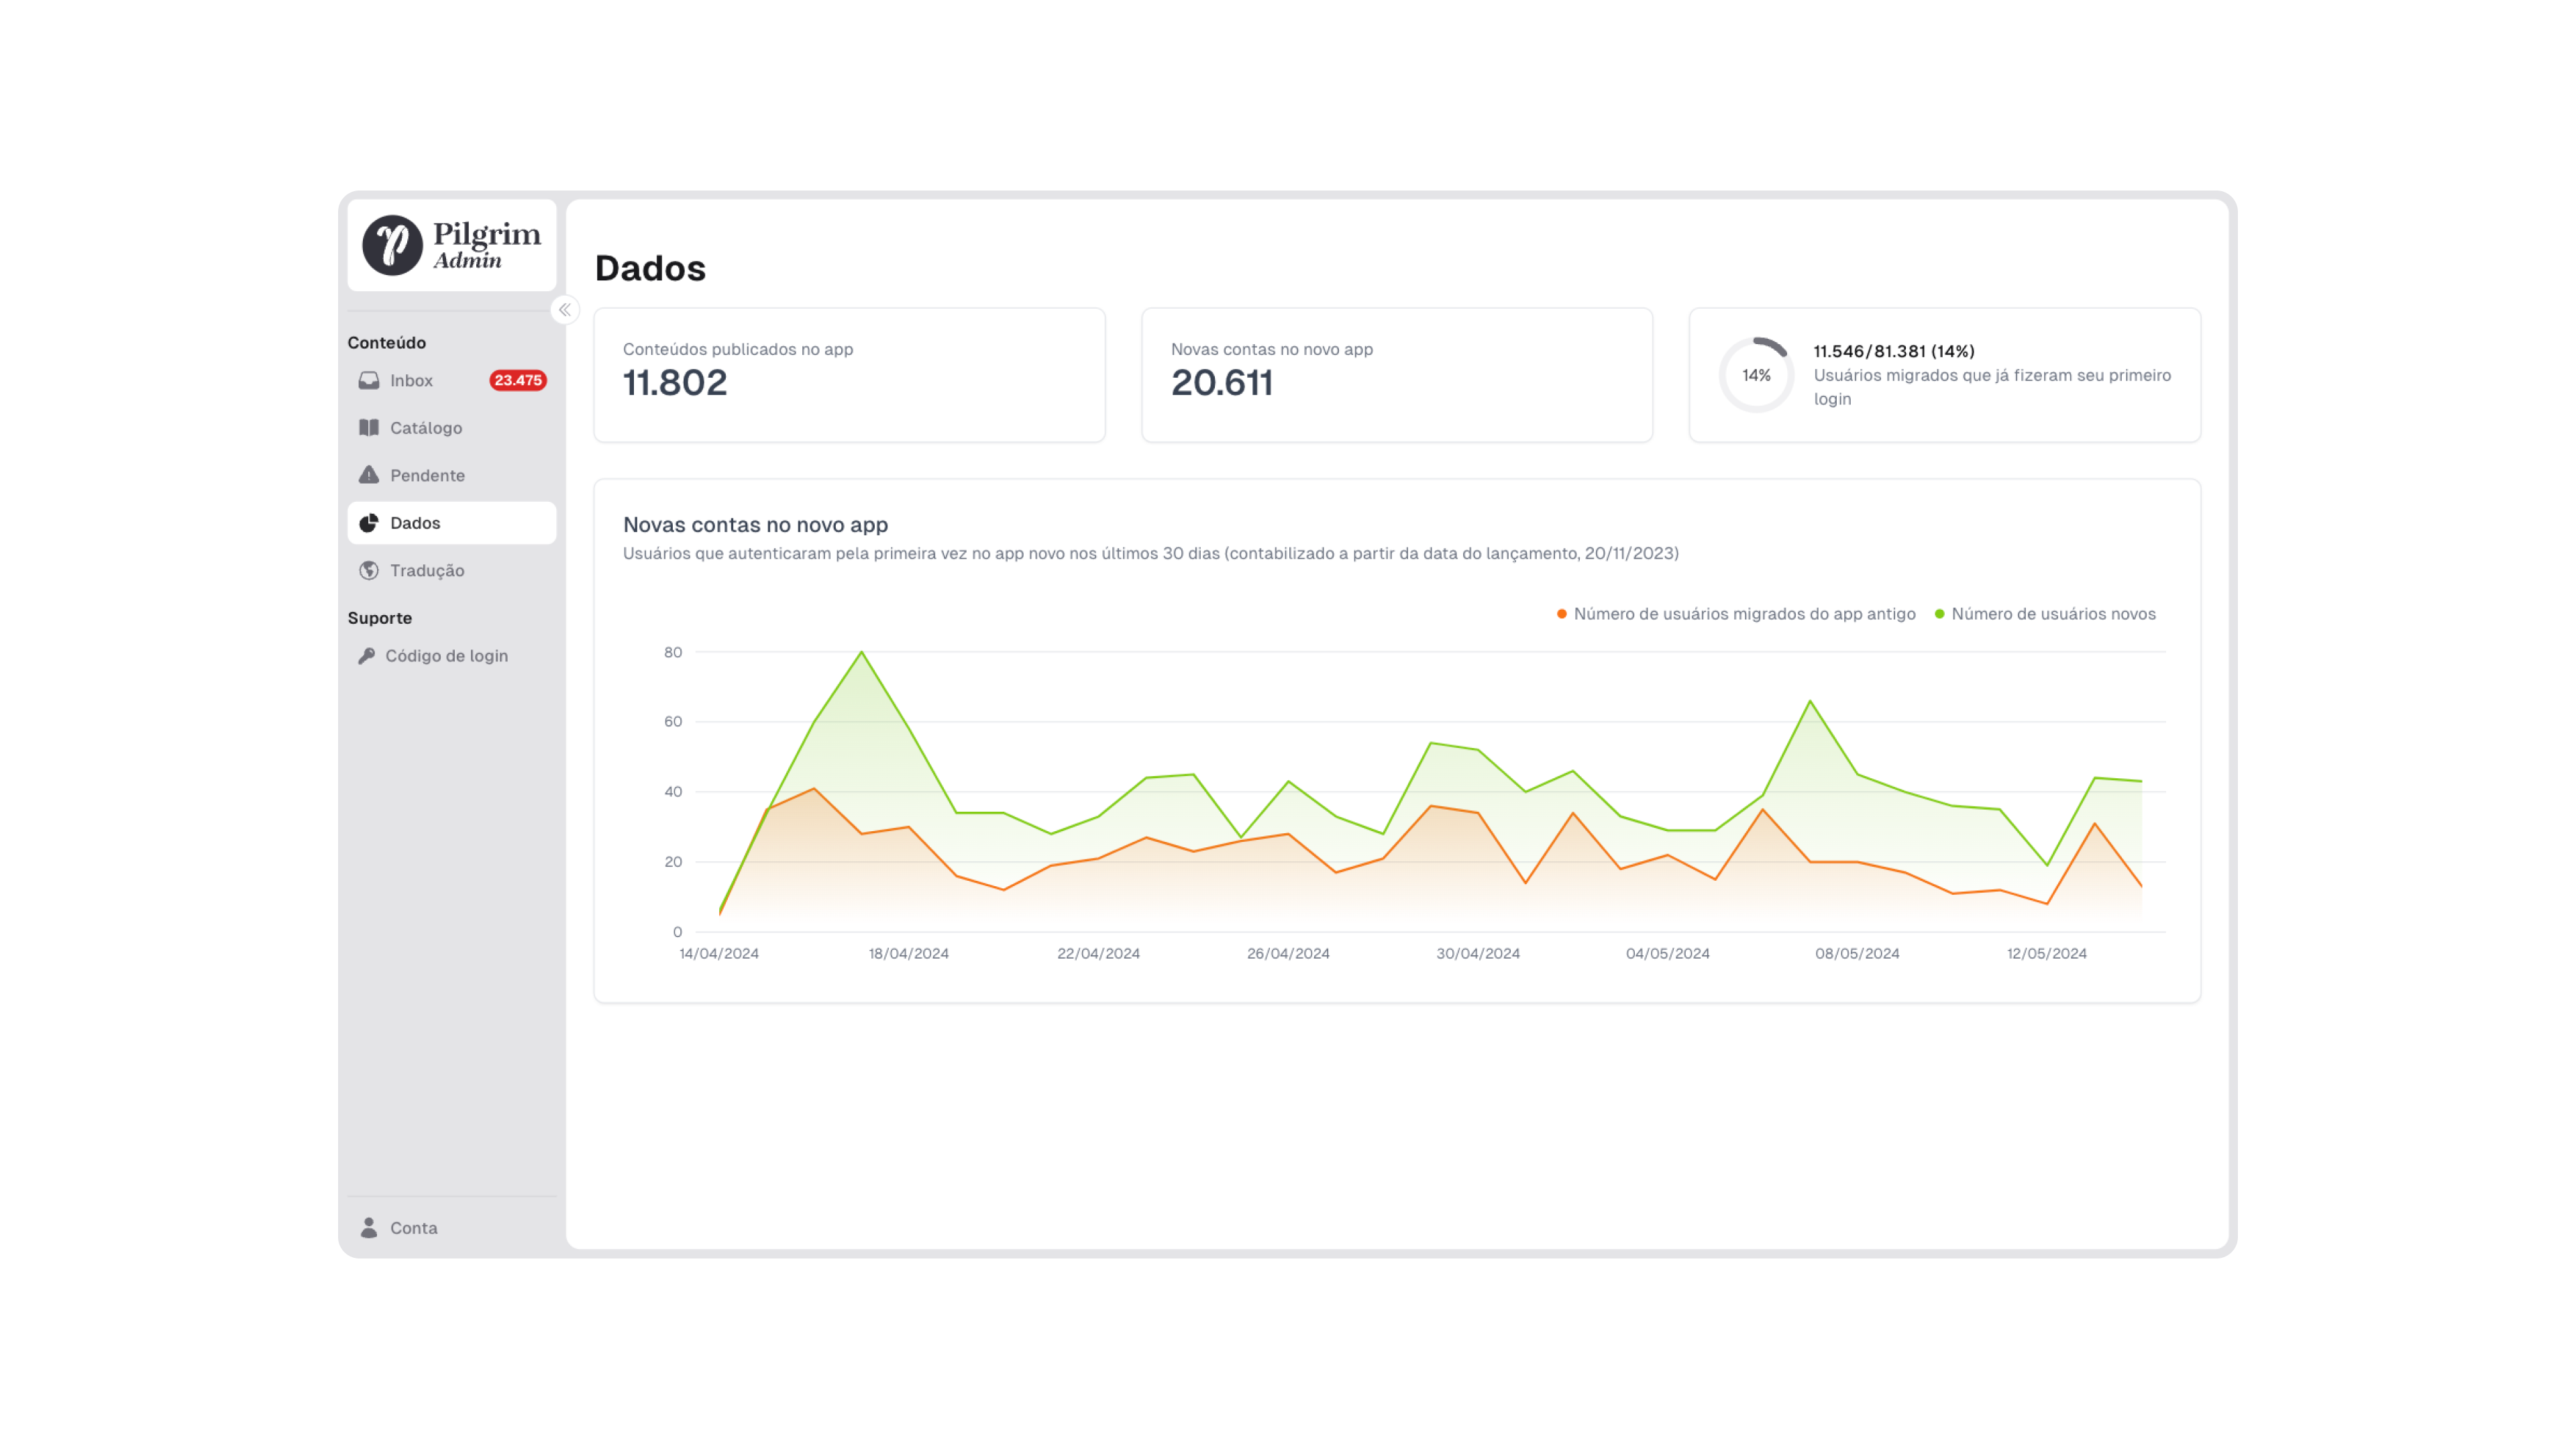 Pilgrim
Admin
Conteúdo
Inbox 23.475
Catálogo
Pendente
Dados
Tradução
Suporte
Código de login
Conta
Dados
Conteúdos publicados no app
11.802
Novas contas no novo app
20.611
14%
11.546/81.381 (14%)
Usuários migrados que já fizeram seu primeiro
login
Novas contas no novo app
Usuários que autenticaram pela primeira vez no app novo nos últimos 30 dias (contabilizado a partir da data do lançamento, 20/11/2023)
Número de usuários migrados do app antigo Número de usuários novos
80
60
40
20
0
14/04/2024 18/04/2024 22/04/2024 26/04/2024 30/04/2024 04/05/2024 08/05/2024 12/05/2024